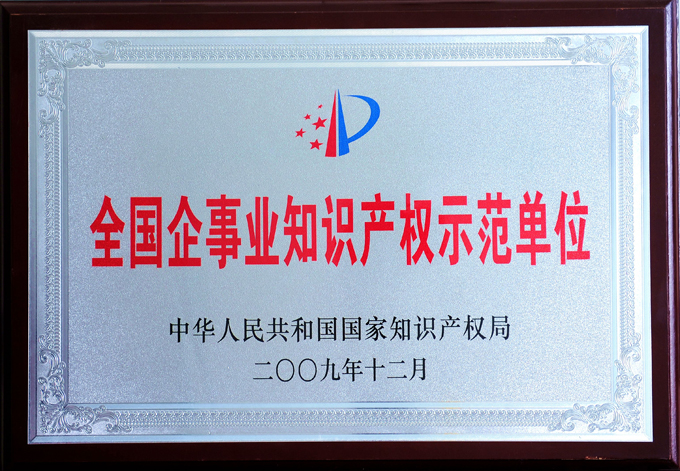 全国企事业知识产权示范单位
中华人民共和国国家知识产权局
二〇〇九年十二月